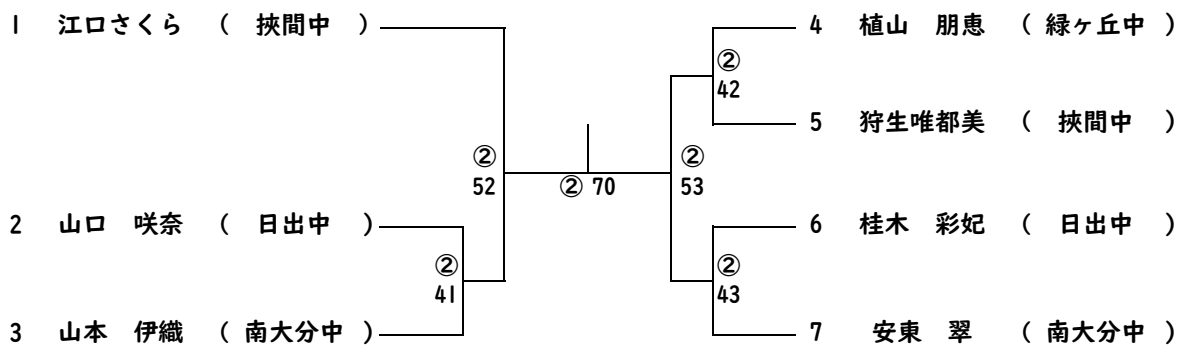 1 江口さくら ( 挾間中 )
4 植山 朋恵 ( 緑ヶ丘中 )
②
42
5 狩生唯都美 ( 挾間中 )
②
52
② 70
②
53
2 山口 咲奈 ( 日出中 )
6 桂木 彩妃 ( 日出中 )
②
41
②
43
3 山本 伊織 ( 南大分中 )
7 安東 翠 ( 南大分中 )